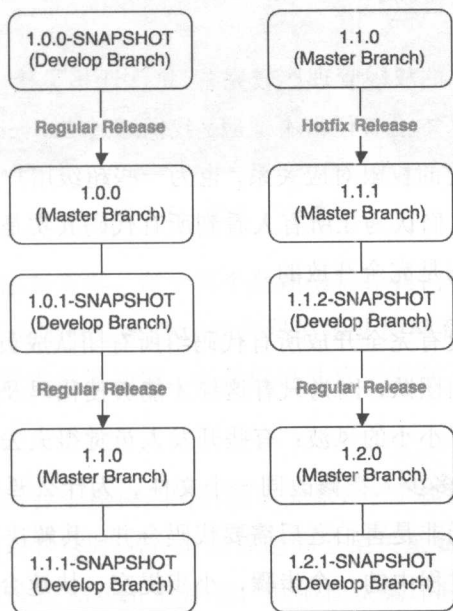 1.0.0-SNAPSHOT
(Develop Branch)
Regular Release
1.0.0
(Master Branch)
1.0.1-SNAPSHOT
(Develop Branch)
Regular Release
1.1.0
(Master Branch)
1.1.1-SNAPSHOT
(Develop Branch)
1.1.0
(Master Branch)
Hotfix Release
1.1.1
(Master Branch)
1.1.2-SNAPSHOT
(Develop Branch)
Regular Release
1.2.0
(Master Branch)
1.2.1-SNAPSHOT
(Develop Branch)